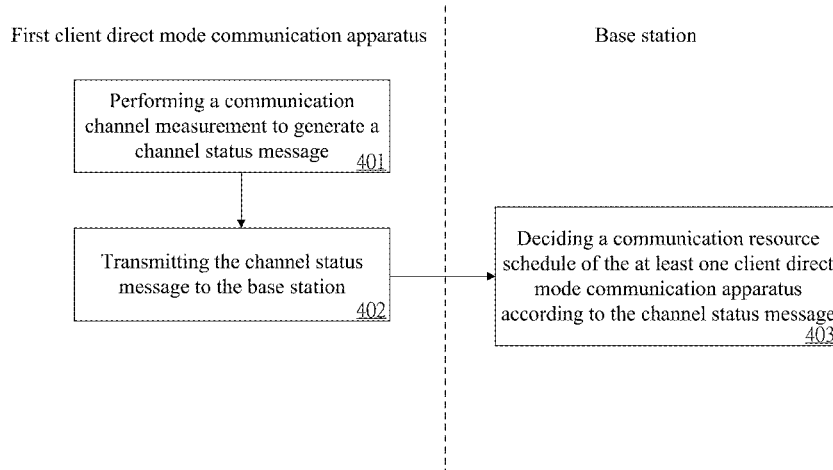 First client direct mode communication apparatus
Base station
Performing a communication
channel measurement to generate a
channel status message
401
Transmitting the channel status
message to the base station
402
Deciding a communication resource
schedule of the at least one client direct
mode communication apparatus
according to the channel status message
403